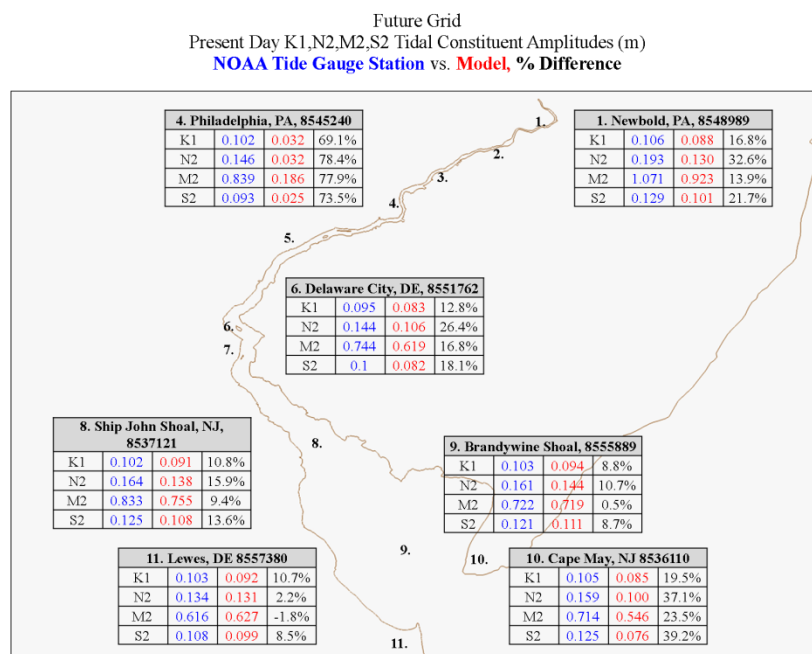 Future Grid
Present Day K1,N2,M2,S2 Tidal Constituent Amplitudes (m)
NOAA Tide Gauge Station vs. Model, % Difference
4. Philadelphia, PA, 8545240
K1 0.102 0.032 69.1%
N2 0.146 0.032 78.4%
M2 0.839 0.186 77.9%
S2 0.093 0.025 73.5%
1. Newbold, PA, 8548989
K1 0.106 0.088 16.8%
N2 0.193 0.130 32.6%
M2 1.071 0.923 13.9%
S2 0.129 0.101 21.7%
1.
2.
3.
4.
5.
6. Delaware City, DE, 8551762
K1 0.095 0.083 12.8%
N2 0.144 0.106 26.4%
M2 0.744 0.619 16.8%
S2 0.1 0.082 18.1%
6.
7.
8. Ship John Shoal, NJ,
8537121
K1 0.102 0.091 10.8%
N2 0.164 0.138 15.9%
M2 0.833 0.755 9.4%
S2 0.125 0.108 13.6%
8.
9. Brandywine Shoal, 8555889
K1 0.103 0.094 8.8%
N2 0.161 0.144 10.7%
M2 0.722 0.719 0.5%
S2 0.121 0.111 8.7%
9.
10.
11. Lewes, DE 8557380
K1 0.103 0.092 10.7%
N2 0.134 0.131 2.2%
M2 0.616 0.627 -1.8%
S2 0.108 0.099 8.5%
10. Cape May, NJ 8536110
K1 0.105 0.085 19.5%
N2 0.159 0.100 37.1%
M2 0.714 0.546 23.5%
S2 0.125 0.076 39.2%
11.